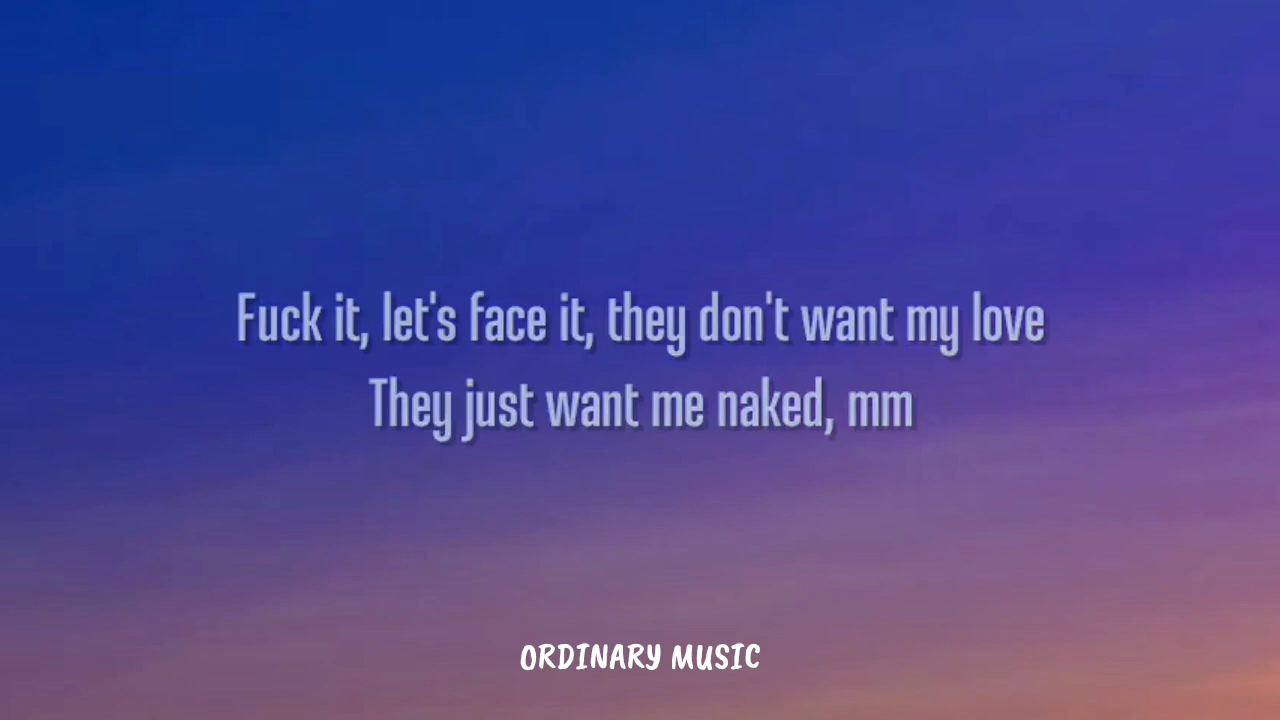 Fuck it, let's face it, they don't want my love
They just want me naked, mm
ORDINARY MUSIC